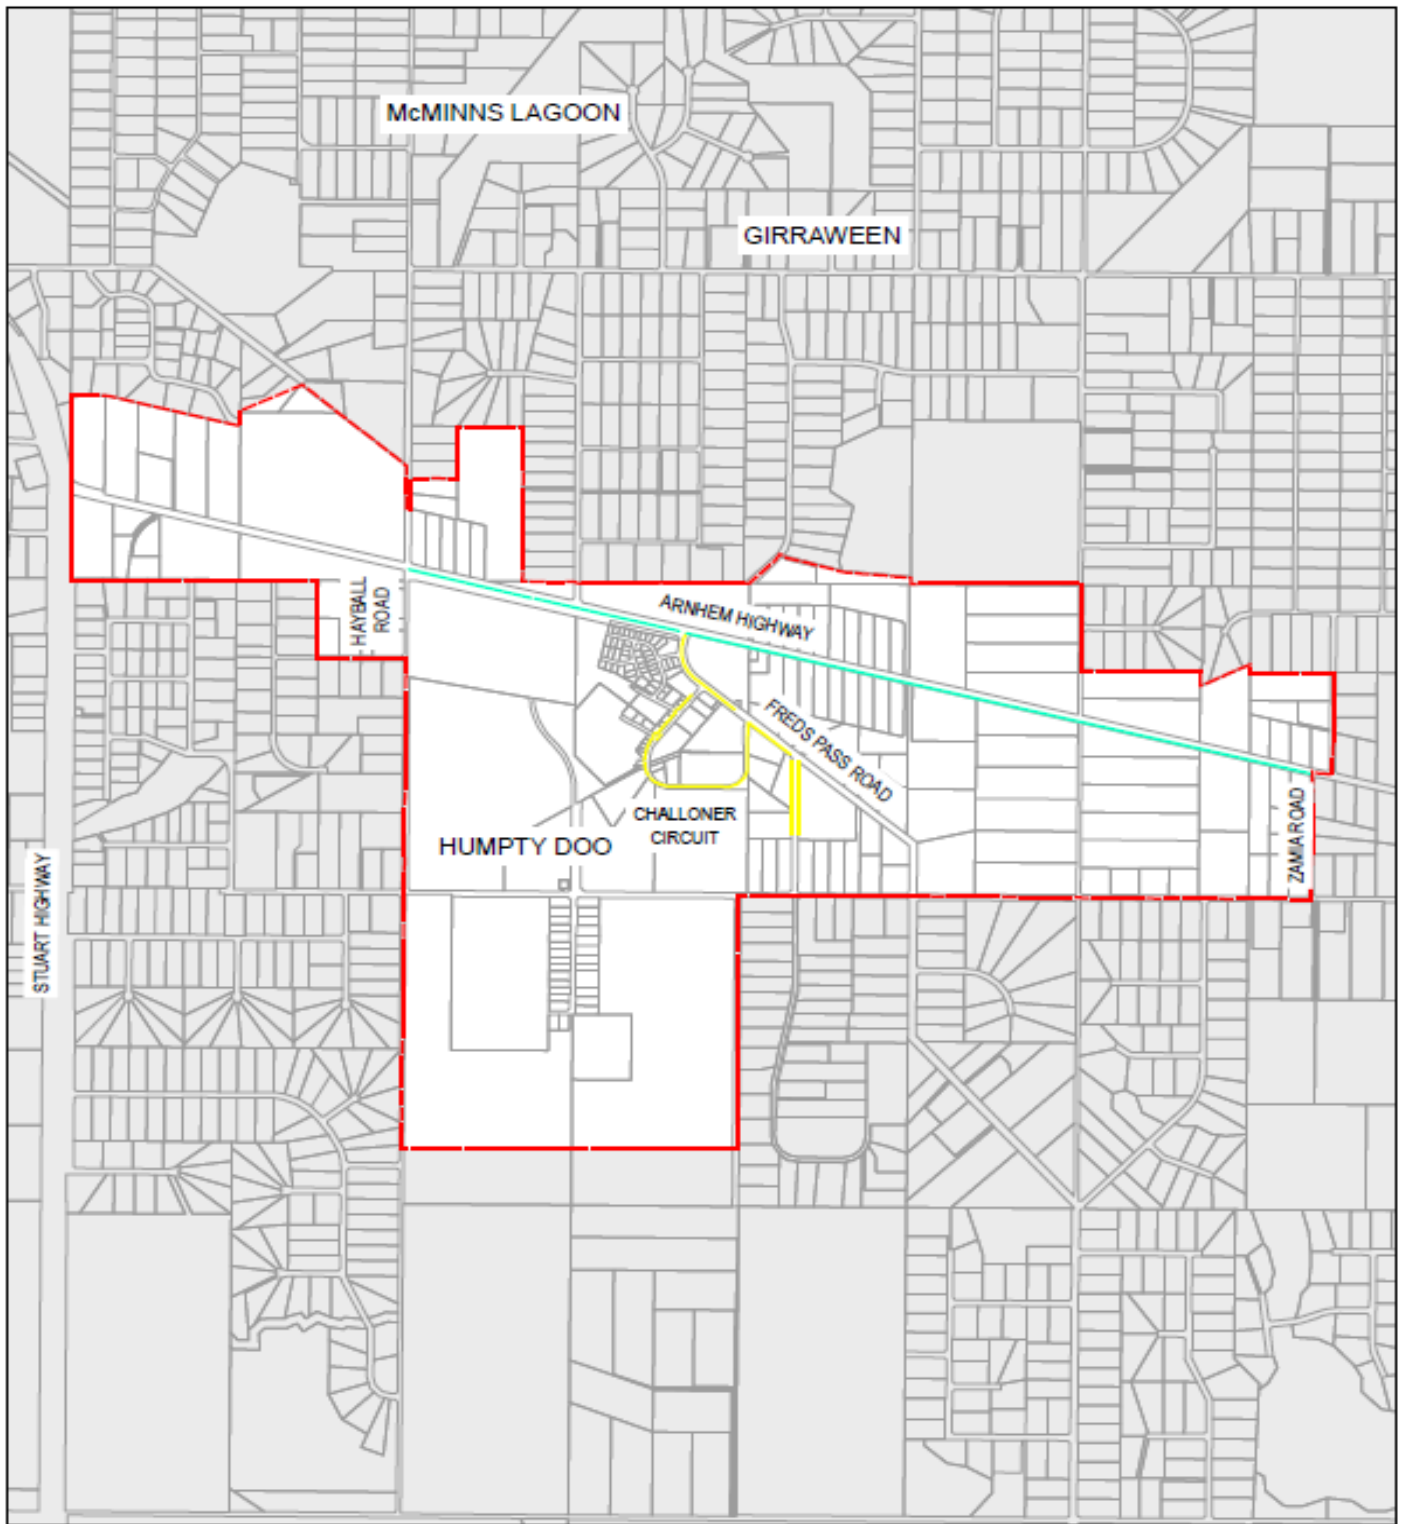 McMINNS LAGOON
GIRRAWEEN
HAYBALL
ROAD
ARNHEM HIGHWAY
FREDS PASS ROAD
CHALLONER
CIRCUIT
HUMPTY DOO
ZAMIA ROAD
STUART HIGHWAY